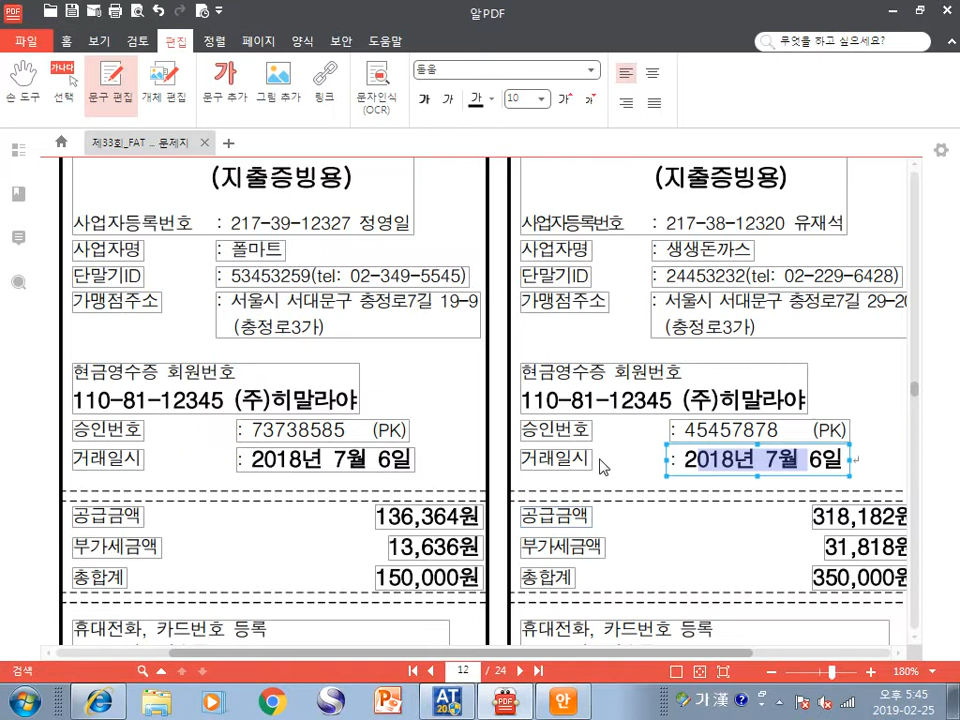 알PDF
파일 홈 보기 검토 편집 정렬 페이지 양식 보안 도움말
무엇을 하고 싶으세요?
손 도구 가나다 선택 문구 편집 개체 편집 문구 추가 그림 추가 링크 문자인식 (OCR)
돋움
가 가 가 10 가 가
제33회_FAT ... 문제지
(지출증빙용)
사업자등록번호 : 217-39-12327 정영일
사업자명 : 폴마트
단말기ID : 53453259(tel: 02-349-5545)
가맹점주소 : 서울시 서대문구 충정로7길 19-9
(충정로3가)
현금영수증 회원번호
110-81-12345 (주)히말라야
승인번호 : 73738585 (PK)
거래일시 : 2018년 7월 6일
공급금액 136,364원
부가세금액 13,636원
총합계 150,000원
휴대전화, 카드번호 등록
(지출증빙용)
사업자등록번호 : 217-38-12320 유재석
사업자명 : 생생돈까스
단말기ID : 24453232(tel: 02-229-6428)
가맹점주소 : 서울시 서대문구 충정로7길 29-20
(충정로3가)
현금영수증 회원번호
110-81-12345 (주)히말라야
승인번호 : 45457878 (PK)
거래일시 : 2018년 7월 6일
공급금액 318,182원
부가세금액 31,818원
총합계 350,000원
휴대전화, 카드번호 등록
검색
12 / 24
180%
AT 20
PDF
안
가 漢
오후 5:45
2019-02-25